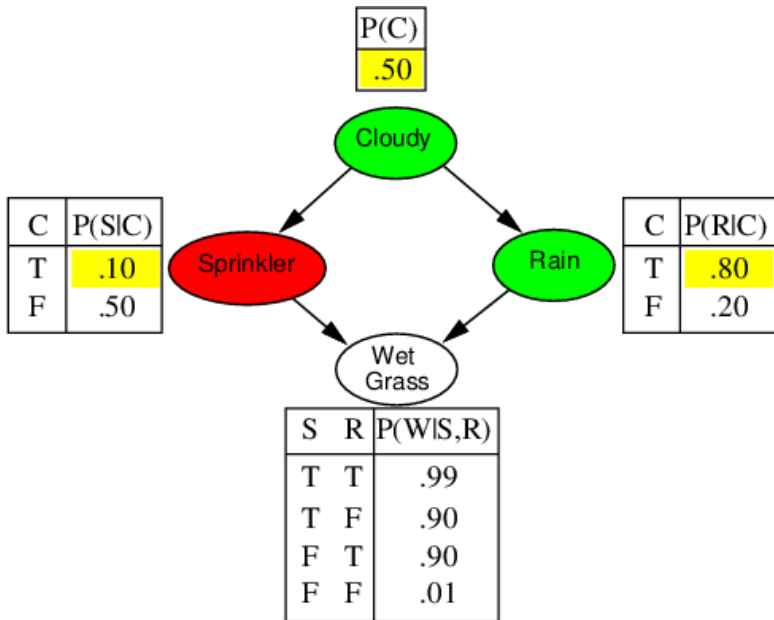 P(C)
.50
Cloudy
C P(S|C)
T .10
F .50
Sprinkler
Rain
C P(R|C)
T .80
F .20
Wet
Grass
S R P(W|S,R)
T T .99
T F .90
F T .90
F F .01